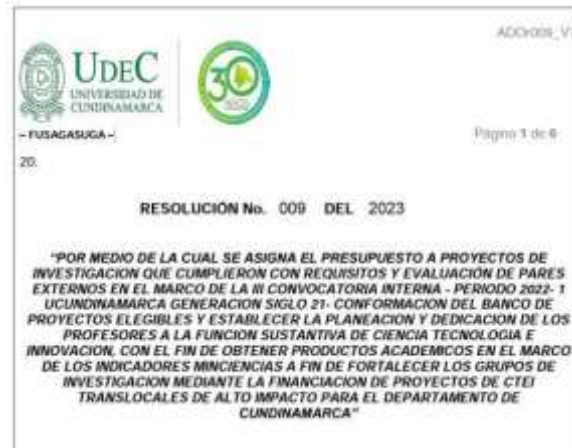 UDEC
UNIVERSIDAD DE
CUNDINAMARCA
30
– FUSAGASUGA –
Página 1 de 6
20.
RESOLUCIÓN No. 009 DEL 2023
"POR MEDIO DE LA CUAL SE ASIGNA EL PRESUPUESTO A PROYECTOS DE
INVESTIGACION QUE CUMPLIERON CON REQUISITOS Y EVALUACIÓN DE PARES
EXTERNOS EN EL MARCO DE LA III CONVOCATORIA INTERNA - PERIODO 2022- 1
UCUNDINAMARCA GENERACION SIGLO 21- CONFORMACION DEL BANCO DE
PROYECTOS ELEGIBLES Y ESTABLECER LA PLANEACION Y DEDICACION DE LOS
PROFESORES A LA FUNCION SUSTANTIVA DE CIENCIA TECNOLOGIA E
INNOVACION, CON EL FIN DE OBTENER PRODUCTOS ACADEMICOS EN EL MARCO
DE LOS INDICADORES MINCIENCIAS A FIN DE FORTALECER LOS GRUPOS DE
INVESTIGACION MEDIANTE LA FINANCIACION DE PROYECTOS DE CTEI
TRANSLOCALES DE ALTO IMPACTO PARA EL DEPARTAMENTO DE
CUNDINAMARCA"